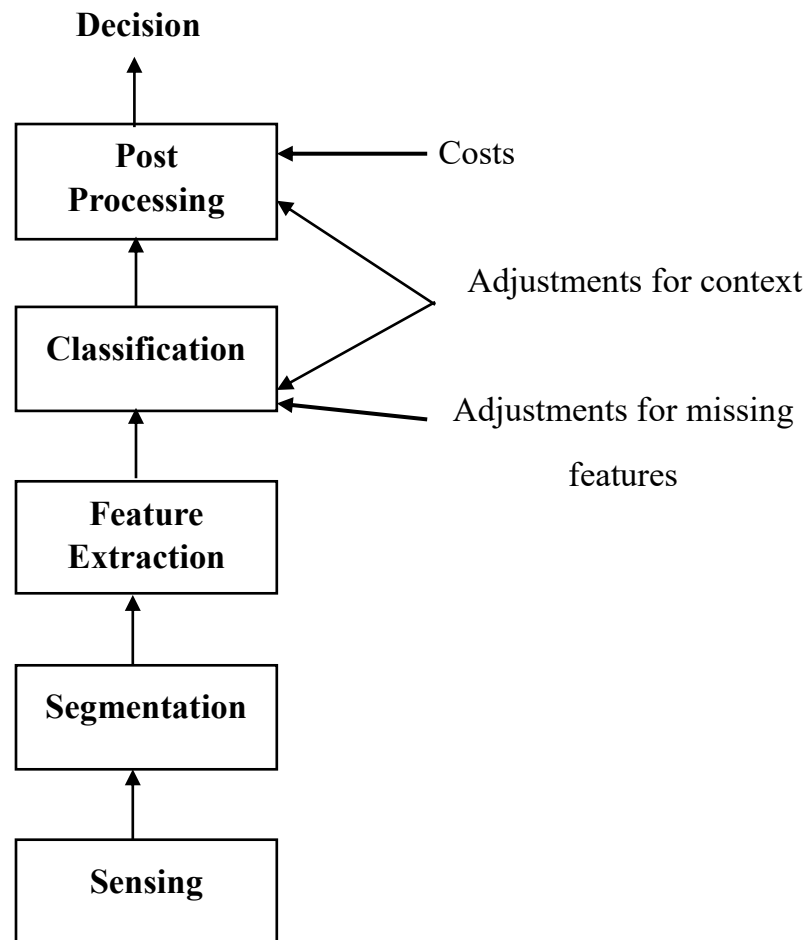 Decision
Post
Processing
Costs
Adjustments for context
Classification
Adjustments for missing
features
Feature
Extraction
Segmentation
Sensing